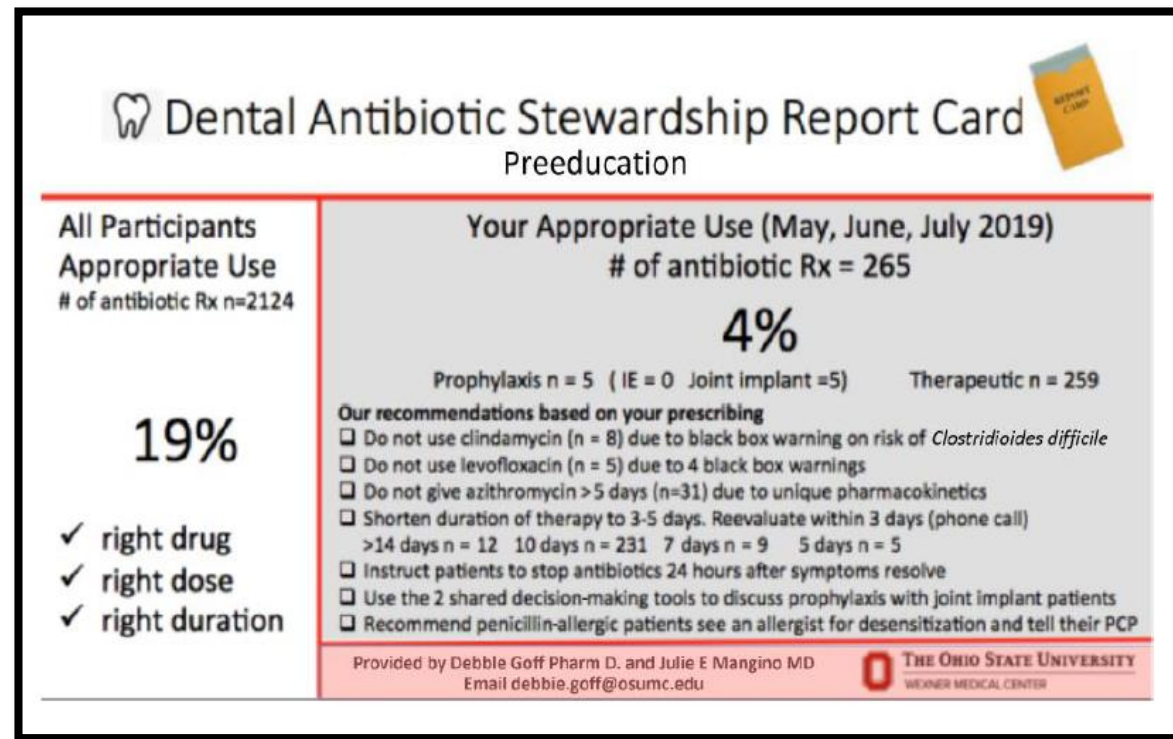 Dental Antibiotic Stewardship Report Card
REPORT
CARD
Preeducation
All Participants
Appropriate Use
# of antibiotic Rx n=2124
19%
✓ right drug
✓ right dose
✓ right duration
Your Appropriate Use (May, June, July 2019)
# of antibiotic Rx = 265
4%
Prophylaxis n = 5 ( IE = 0 Joint implant =5) Therapeutic n = 259
Our recommendations based on your prescribing
❑ Do not use clindamycin (n = 8) due to black box warning on risk of Clostridioides difficile
❑ Do not use levofloxacin (n = 5) due to 4 black box warnings
❑ Do not give azithromycin >5 days (n=31) due to unique pharmacokinetics
❑ Shorten duration of therapy to 3-5 days. Reevaluate within 3 days (phone call)
>14 days n = 12 10 days n = 231 7 days n = 9 5 days n = 5
❑ Instruct patients to stop antibiotics 24 hours after symptoms resolve
❑ Use the 2 shared decision-making tools to discuss prophylaxis with joint implant patients
❑ Recommend penicillin-allergic patients see an allergist for desensitization and tell their PCP
Provided by Debble Goff Pharm D. and Julie E Mangino MD
Email debbie.goff@osumc.edu
THE OHIO STATE UNIVERSITY
WEXNER MEDICAL CENTER